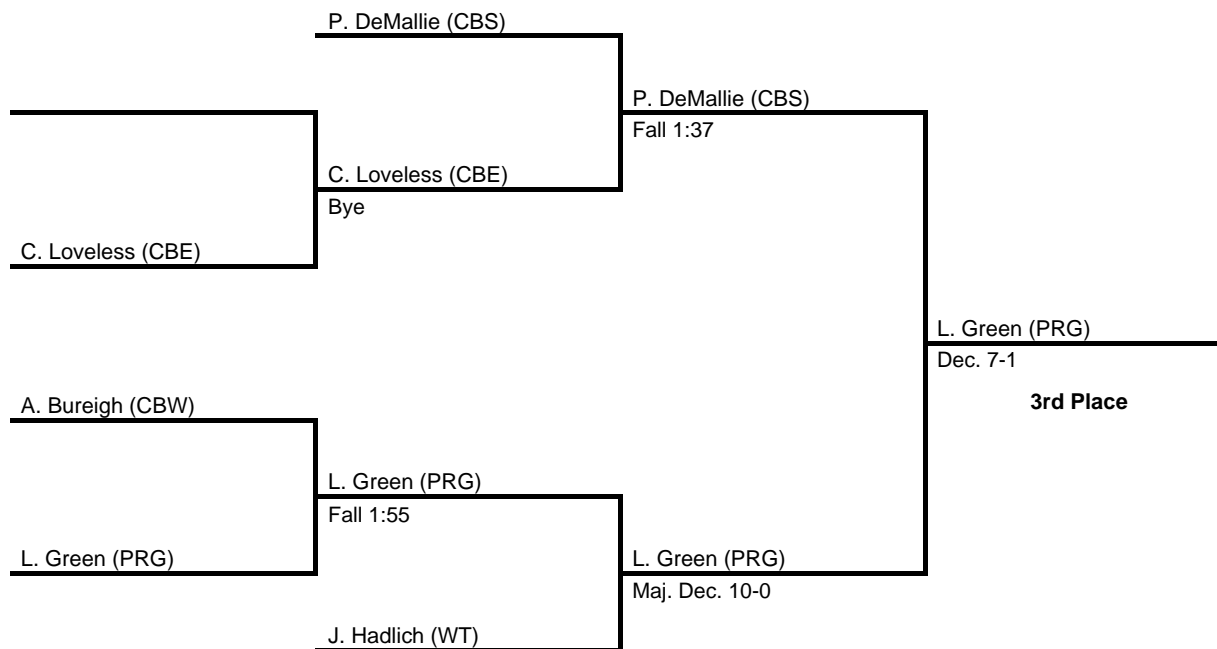 P. DeMallie (CBS)
P. DeMallie (CBS)
Fall 1:37
C. Loveless (CBE)
Bye
C. Loveless (CBE)
L. Green (PRG)
Dec. 7-1
3rd Place
A. Bureigh (CBW)
L. Green (PRG)
Fall 1:55
L. Green (PRG)
L. Green (PRG)
Maj. Dec. 10-0
J. Hadlich (WT)